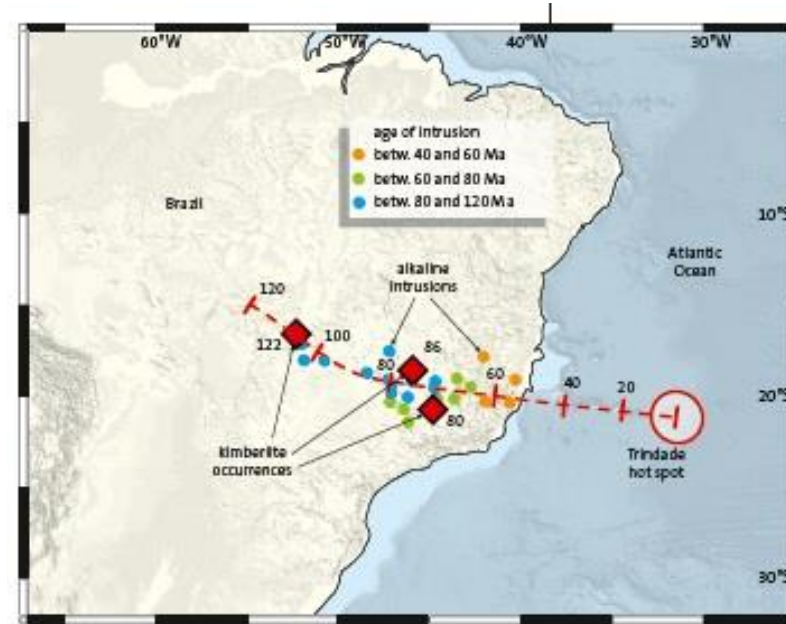 60°W 50°W 40°W 30°W
age of intrusion
betw. 40 and 60 Ma
betw. 60 and 80 Ma
betw. 80 and 120 Ma
Brazil
10°S
Atlantic
Ocean
alkaline
intrusions
120
122
100
86
80
60
40
20
20°S
80
kimberlite
occurrences
Trindade
hot spot
30°S